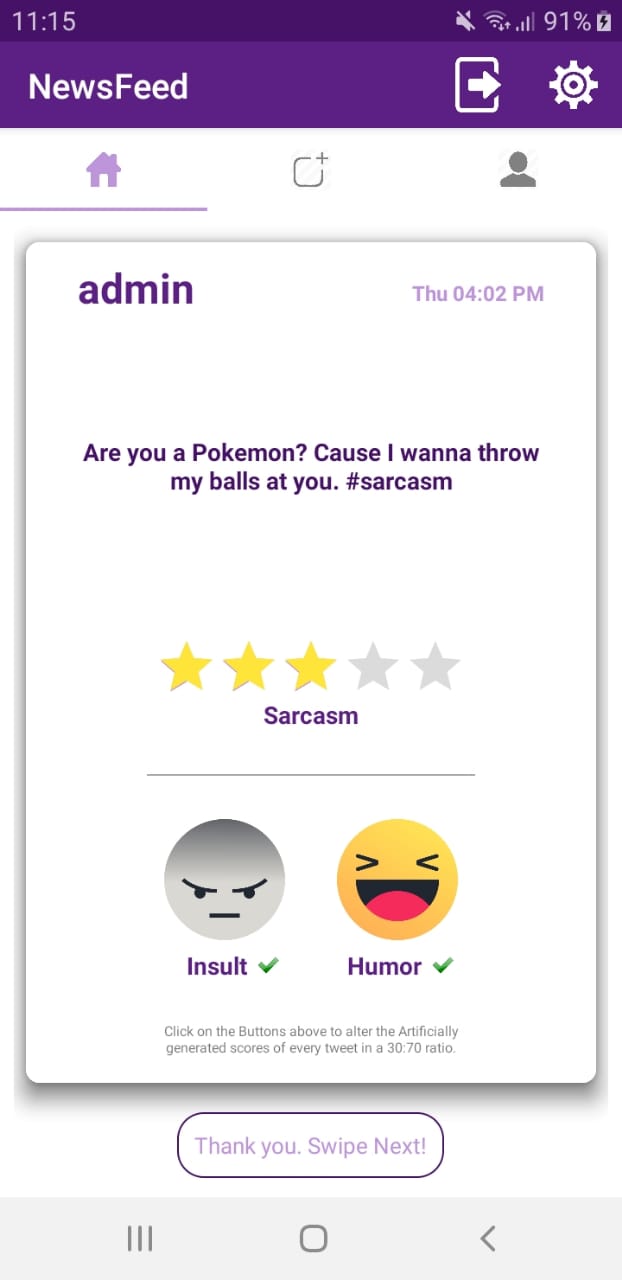 11:15 91%
NewsFeed
admin Thu 04:02 PM
Are you a Pokemon? Cause I wanna throw
my balls at you. #sarcasm
Sarcasm
Insult Humor
Click on the Buttons above to alter the Artificially
generated scores of every tweet in a 30:70 ratio.
Thank you. Swipe Next!